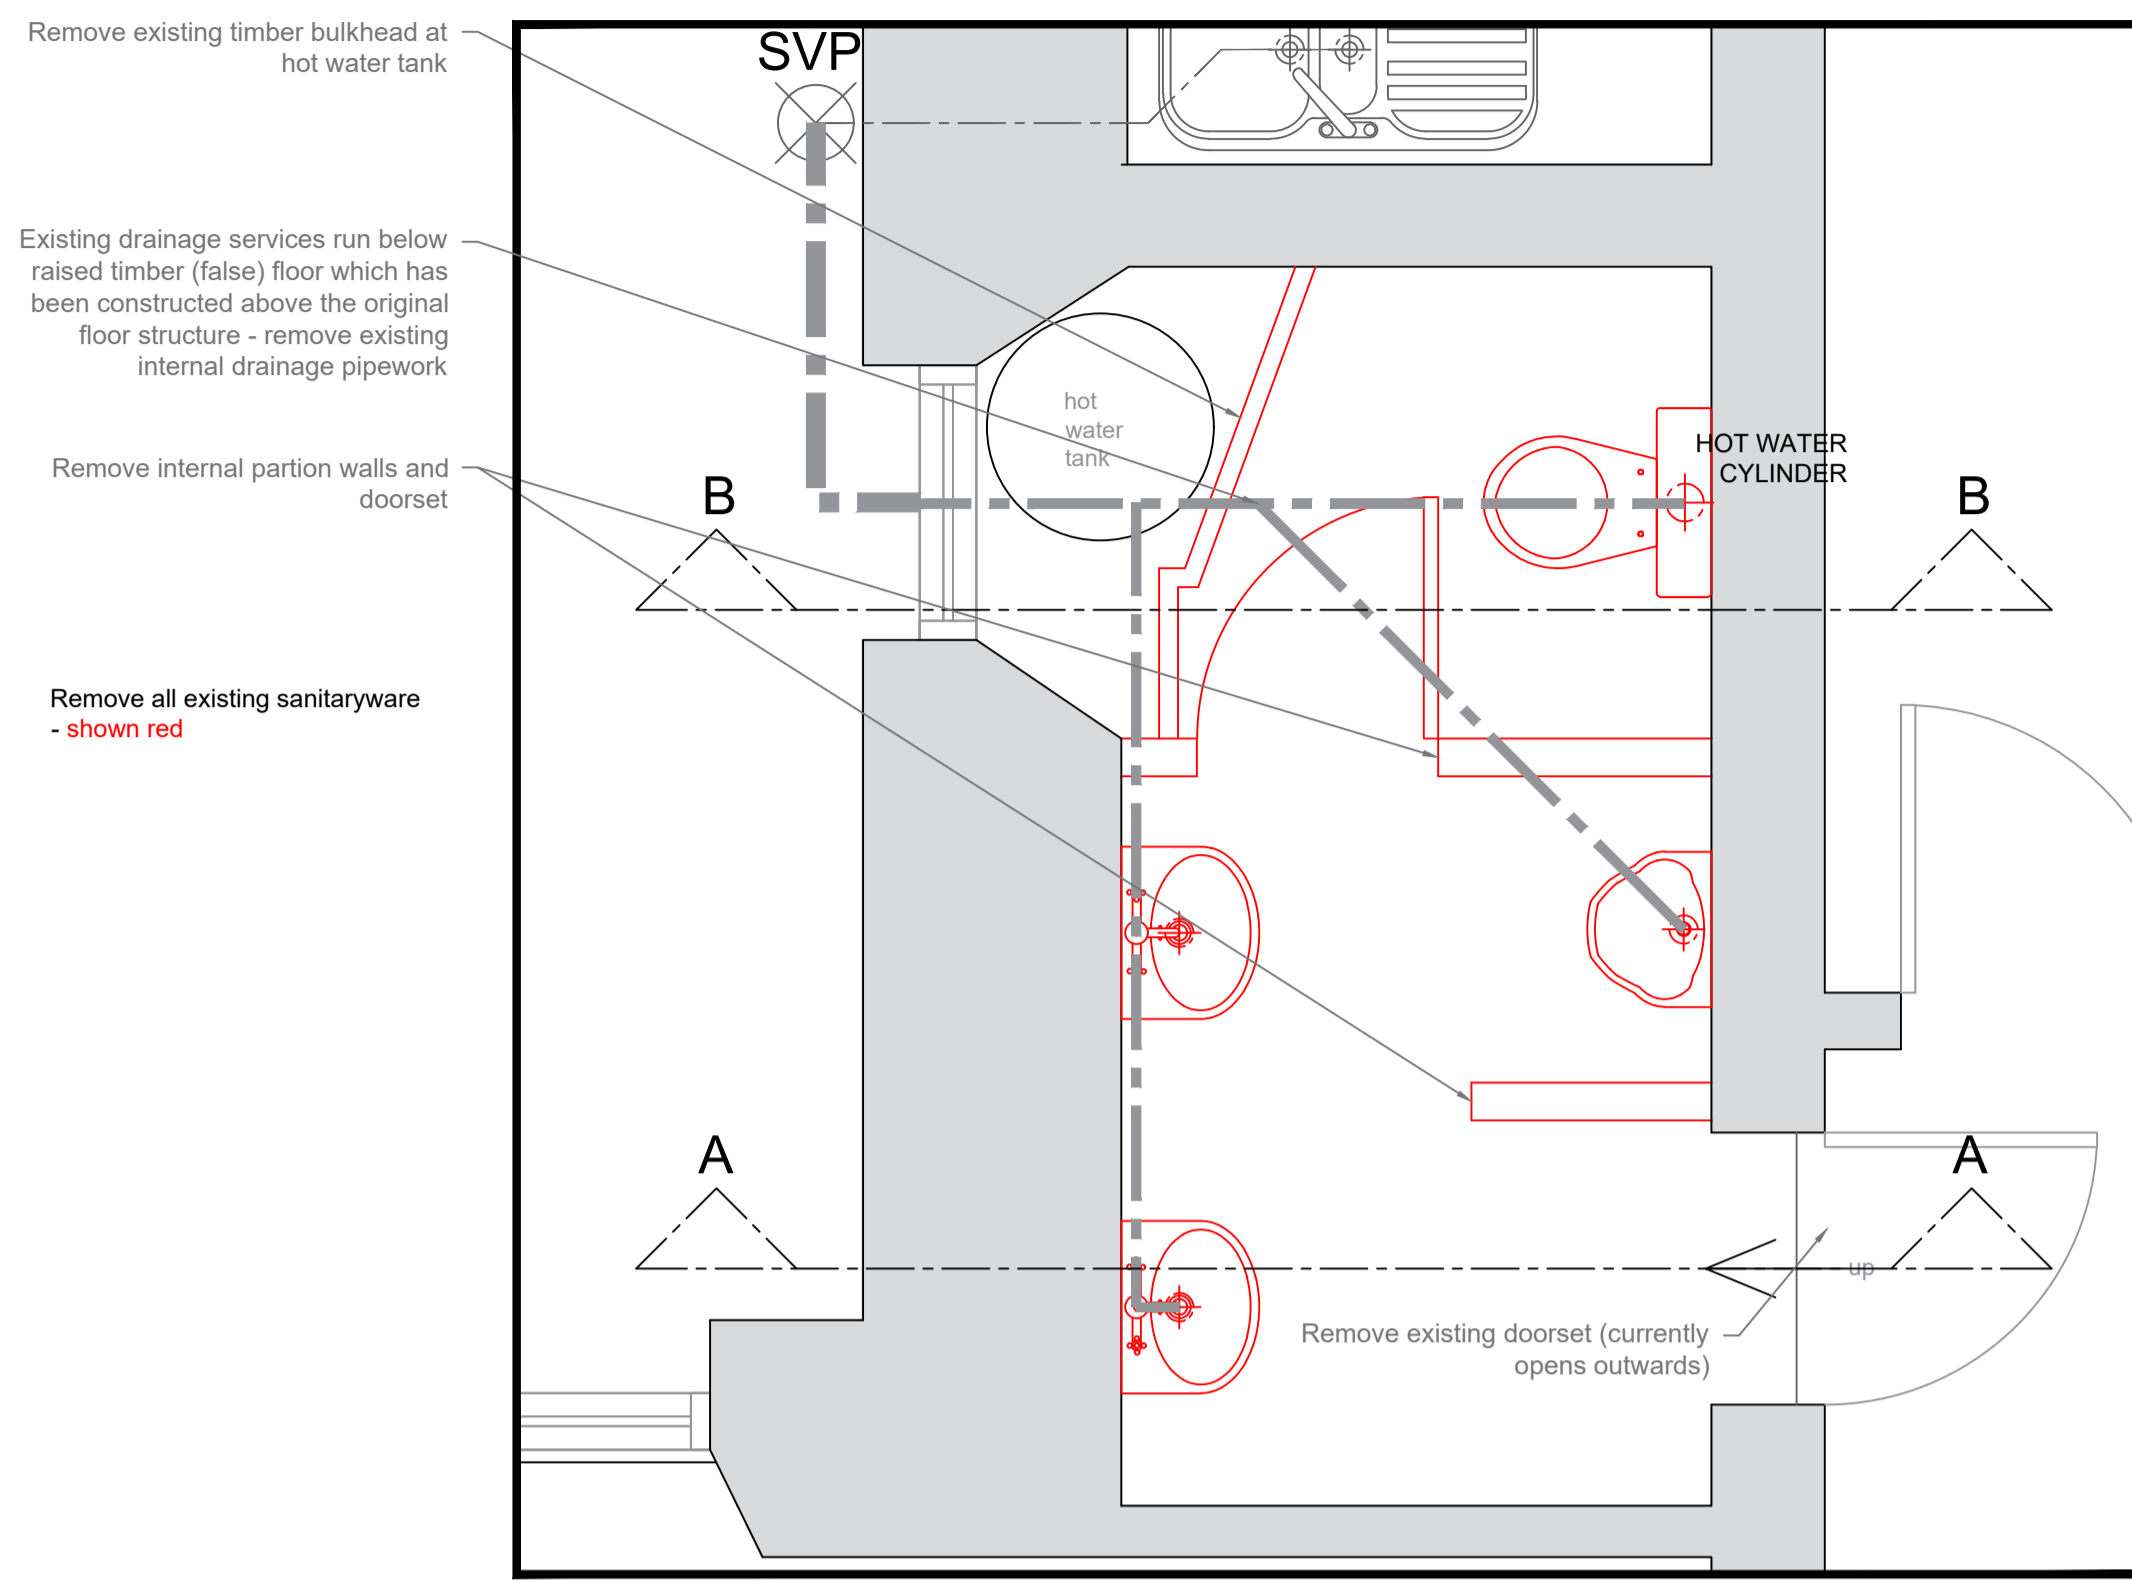 Remove existing timber bulkhead at
hot water tank
SVP
Existing drainage services run below
raised timber (false) floor which has
been constructed above the original
floor structure - remove existing
internal drainage pipework
hot
water
tank
HOT WATER
CYLINDER
Remove internal partion walls and
doorset
B
B
Remove all existing sanitaryware
- shown red
A
A
up
Remove existing doorset (currently
opens outwards)